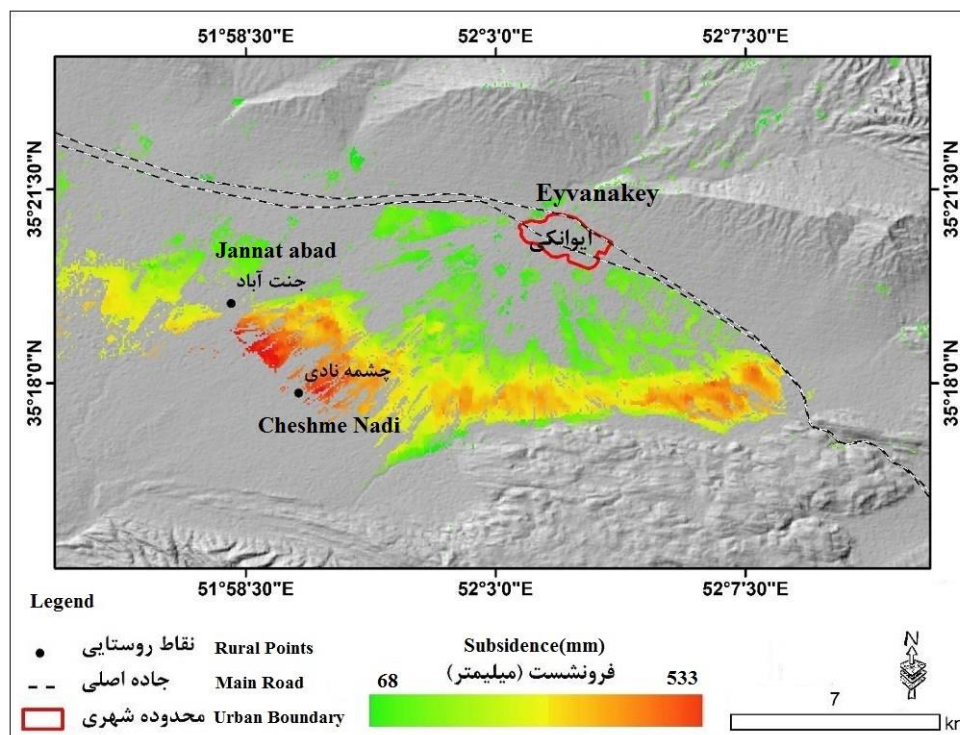 51°58'30"E 52°3'0"E 52°7'30"E
35°21'30"N 35°21'30"N
Eyvanakey
ایوانکی
Jannat abad
جنت آباد
35°18'0"N 35°18'0"N
چشمه نادی
Cheshme Nadi
51°58'30"E 52°3'0"E 52°7'30"E
Legend
نقاط روستایی Rural Points
جاده اصلی Main Road
محدوده شهری Urban Boundary
Subsidence(mm)
فرونشست (میلیمتر)
68 533
N
7
km